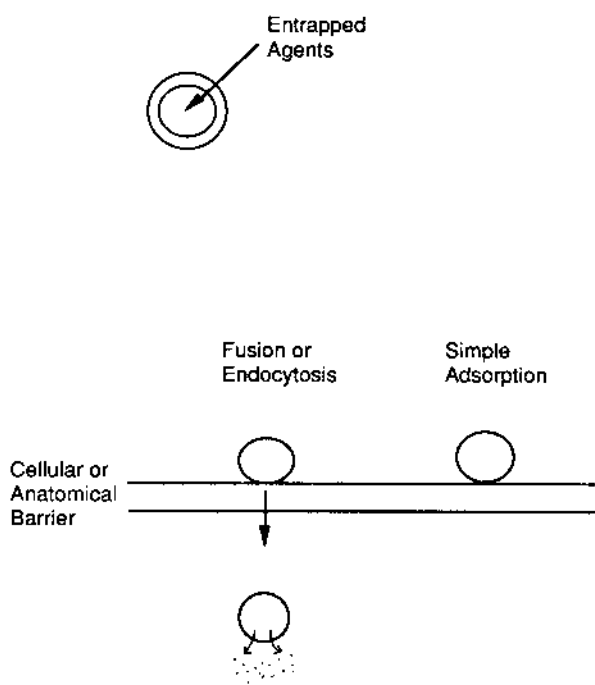 Entrapped
Agents
Fusion or
Endocytosis
Simple
Adsorption
Cellular or
Anatomical
Barrier